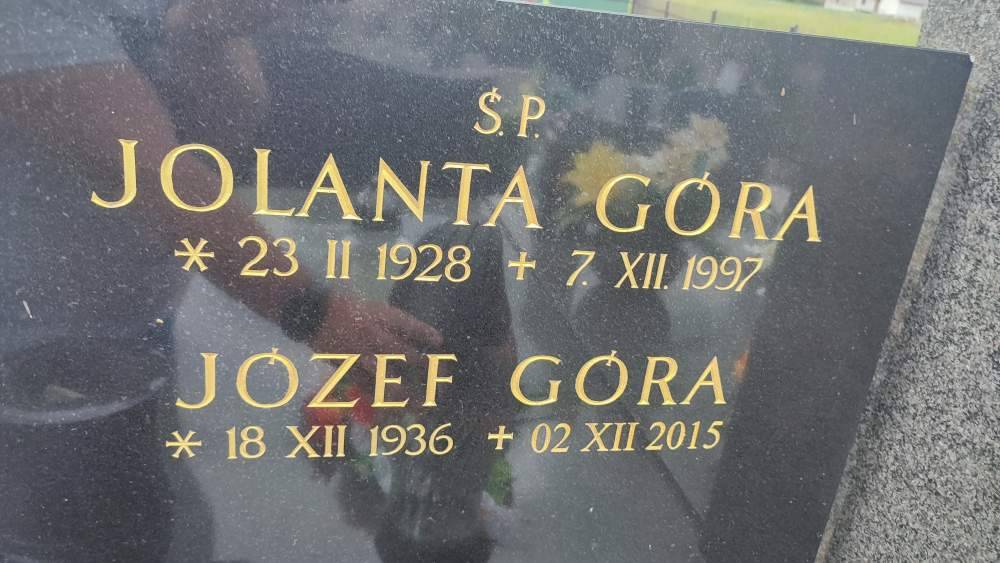 Ś.P.
JOLANTA GÓRA
* 23 II 1928 + 7. XII. 1997
JÓZEF GÓRA
* 18 XII 1936 + 02 XII 2015